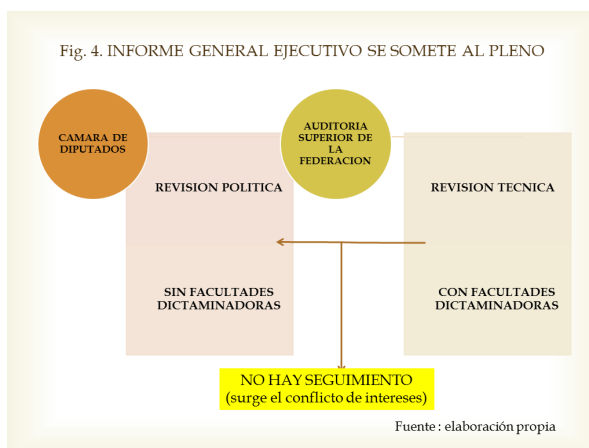 Fig. 4. INFORME GENERAL EJECUTIVO SE SOMETE AL PLENO
CAMARA DE
DIPUTADOS
AUDITORIA
SUPERIOR DE
LA
FEDERACION
REVISION POLITICA
REVISION TECNICA
SIN FACULTADES
DICTAMINADORAS
CON FACULTADES
DICTAMINADORAS
NO HAY SEGUIMIENTO
(surge el conflicto de intereses)
Fuente : elaboración propia